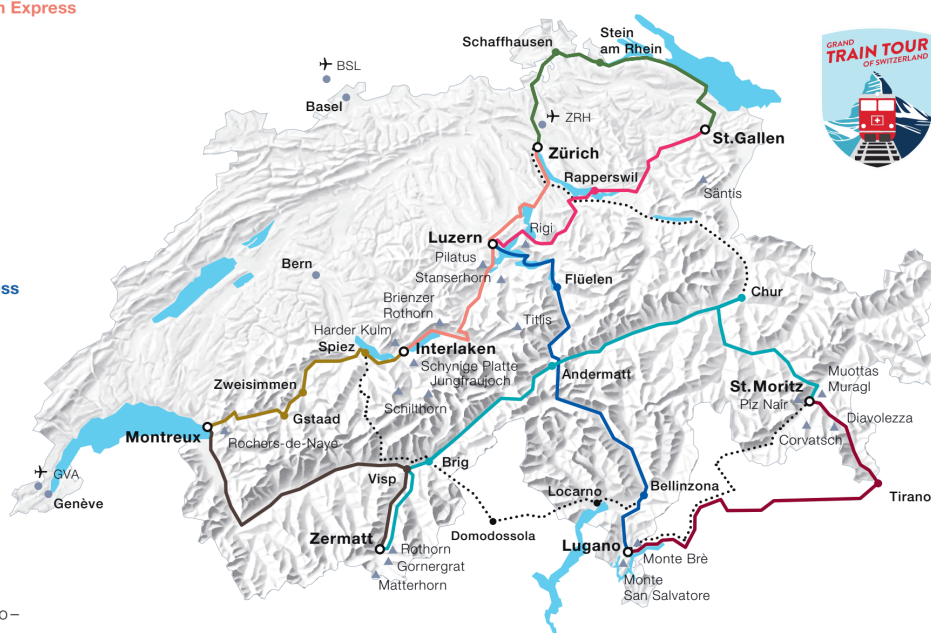 n Express
GRAND
TRAIN TOUR
OF SWITZERLAND
Schaffhausen
Stein
am Rhein
BSL
Basel
ZRH
St.Gallen
Zürich
Rapperswil
Säntis
Rigi
Luzern
Pilatus
Bern
Stanserhorn
Flüelen
ss
Chur
Brienzer
Rothorn
Titlis
Harder Kulm
Spiez
Interlaken
Schynige Platte
Jungfraujoch
Andermatt
Muottas
Muragl
Zweisimmen
St.Moritz
Piz Nair
Schilthorn
Gstaad
Diavolezza
Montreux
Rochers-de-Naye
Corvatsch
GVA
Genève
Visp
Brig
Bellinzona
Locarno
Tirano
Domodossola
Zermatt
Rothorn
Lugano
Monte Brè
Gornergrat
Matterhorn
Monte
San Salvatore
o–